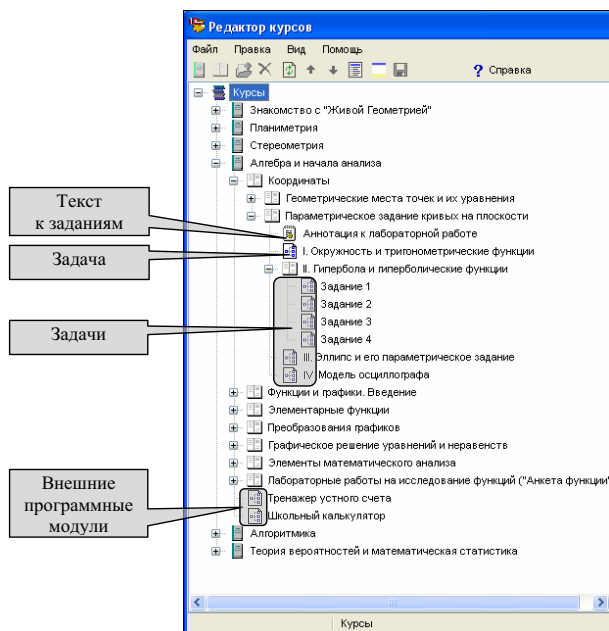 Редактор курсов
Файл Правка Вид Помощь
? Справка
Курсы
Знакомство с "Живой Геометрией"
Планиметрия
Стереометрия
Алгебра и начала анализа
Координаты
Геометрические места точек и их уравнения
Параметрическое задание кривых на плоскости
Аннотация к лабораторной работе
I. Окружность и тригонометрические функции
II. Гипербола и гиперболические функции
Задание 1
Задание 2
Задание 3
Задание 4
III. Эллипс и его параметрическое задание
IV Модель осциллографа
Функции и графики. Введение
Элементарные функции
Преобразования графиков
Графическое решение уравнений и неравенств
Элементы математического анализа
Лабораторные работы на исследование функций ("Анкета функции"
Тренажер устного счета
Школьный калькулятор
Алгоритмика
Теория вероятностей и математическая статистика
Курсы
Текст
к заданиям
Задача
Задачи
Внешние
программные
модули